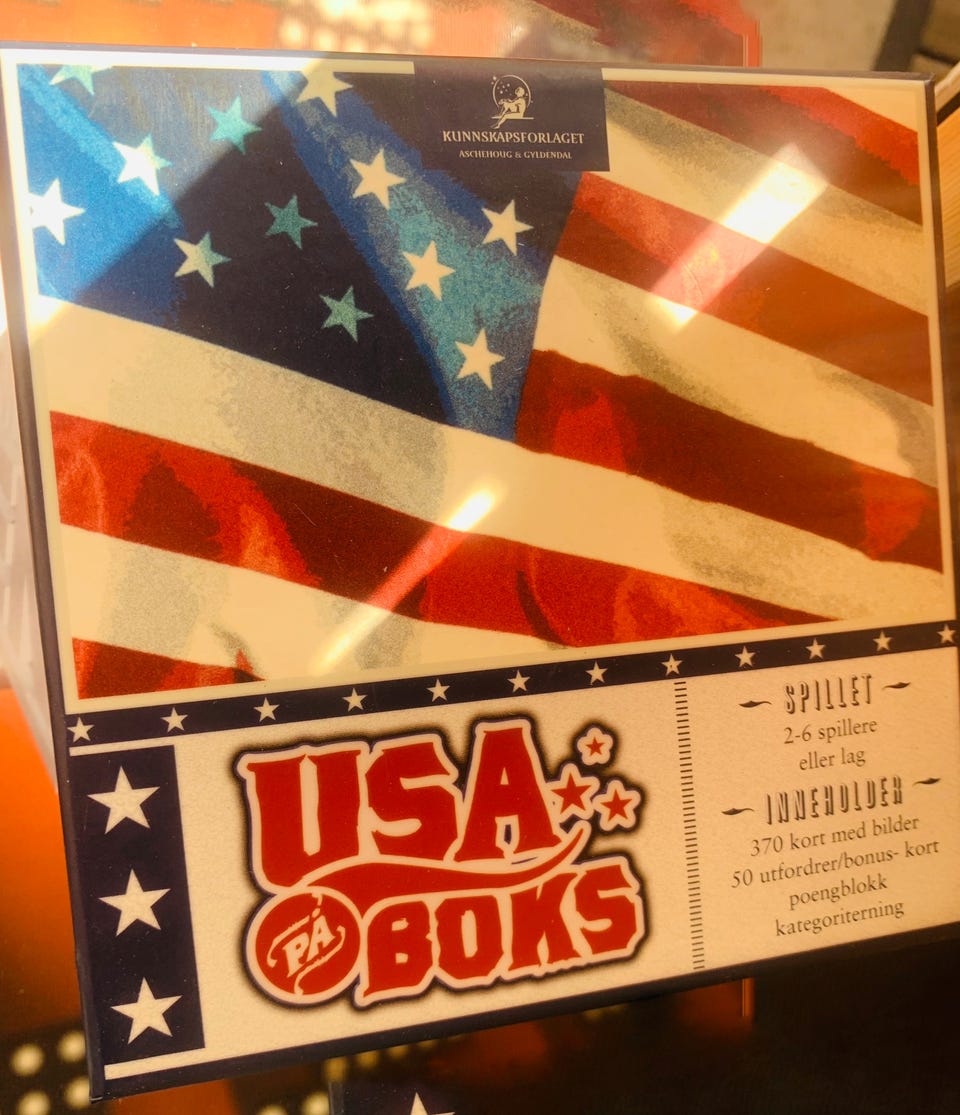 KUNNSKAPSFORLAGET
ASCHEHOUG & GYLDENDAL
USA
PÅ BOKS
SPILLET
2-6 spillere
eller lag
INNEHOLDER
370 kort med bilder
50 utfordrer/bonus- kort
poengblokk
kategoriterning